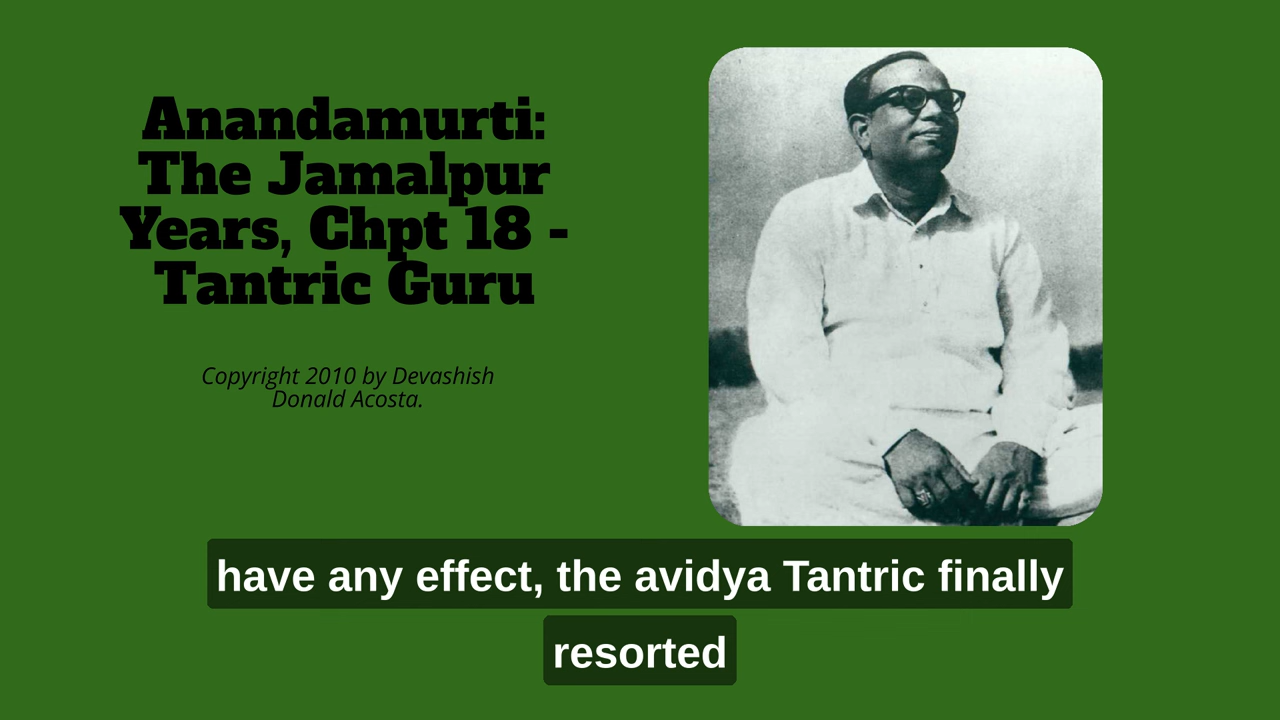 Anandamurti:
The Jamalpur
Years, Chpt 18 -
Tantric Guru
Copyright 2010 by Devashish
Donald Acosta.
have any effect, the avidya Tantric finally
resorted